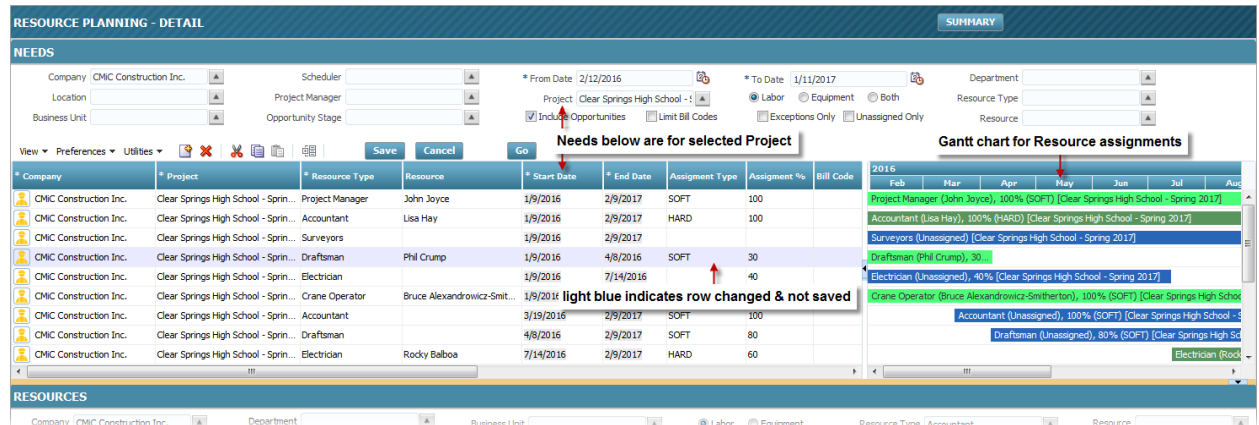 RESOURCE PLANNING - DETAIL
SUMMARY
NEEDS
Company CMiC Construction Inc. Scheduler * From Date 2/12/2016 * To Date 1/11/2017 Department
Location Project Manager Project Clear Springs High School - S Labor Equipment Both Resource Type
Business Unit Opportunity Stage Include Opportunities Limit Bill Codes Exceptions Only Unassigned Only Resource
Needs below are for selected Project Gantt chart for Resource assignments
View Preferences Utilities Save Cancel Go
* Company * Project * Resource Type Resource * Start Date * End Date Assigment Type Assigment % Bill Code 2016
Feb Mar Apr May Jun Jul Aug
CMiC Construction Inc. Clear Springs High School - Sprin... Project Manager John Joyce 1/9/2016 2/9/2017 SOFT 100 Project Manager (John Joyce), 100% (SOFT) [Clear Springs High School - Spring 2017]
CMiC Construction Inc. Clear Springs High School - Sprin... Accountant Lisa Hay 1/9/2016 2/9/2017 HARD 100 Accountant (Lisa Hay), 100% (HARD) [Clear Springs High School - Spring 2017]
CMiC Construction Inc. Clear Springs High School - Sprin... Surveyors 1/9/2016 2/9/2017 Surveyors (Unassigned) [Clear Springs High School - Spring 2017]
CMiC Construction Inc. Clear Springs High School - Sprin... Draftsman Phil Crump 1/9/2016 4/8/2016 SOFT 30 Draftsman (Phil Crump), 30...
CMiC Construction Inc. Clear Springs High School - Sprin... Electrician 1/9/2016 7/14/2016 40 Electrician (Unassigned), 40% [Clear Springs High School - Spring 2017]
CMiC Construction Inc. Clear Springs High School - Sprin... Crane Operator Bruce Alexandrowicz-Smit... 1/9/2016 light blue indicates row changed & not saved Crane Operator (Bruce Alexandrowicz-Smitherton), 100% (SOFT) [Clear Springs High School
CMiC Construction Inc. Clear Springs High School - Sprin... Accountant 3/19/2016 2/9/2017 SOFT 100 Accountant (Unassigned), 100% (SOFT) [Clear Springs High School - S
CMiC Construction Inc. Clear Springs High School - Sprin... Draftsman 4/8/2016 2/9/2017 SOFT 80 Draftsman (Unassigned), 80% (SOFT) [Clear Springs High Sc
CMiC Construction Inc. Clear Springs High School - Sprin... Electrician Rocky Balboa 7/14/2016 2/9/2017 HARD 60 Electrician (Rock
RESOURCES
Company CMiC Construction Inc. Department Business Unit Labor Equipment Resource Type Accountant Resource